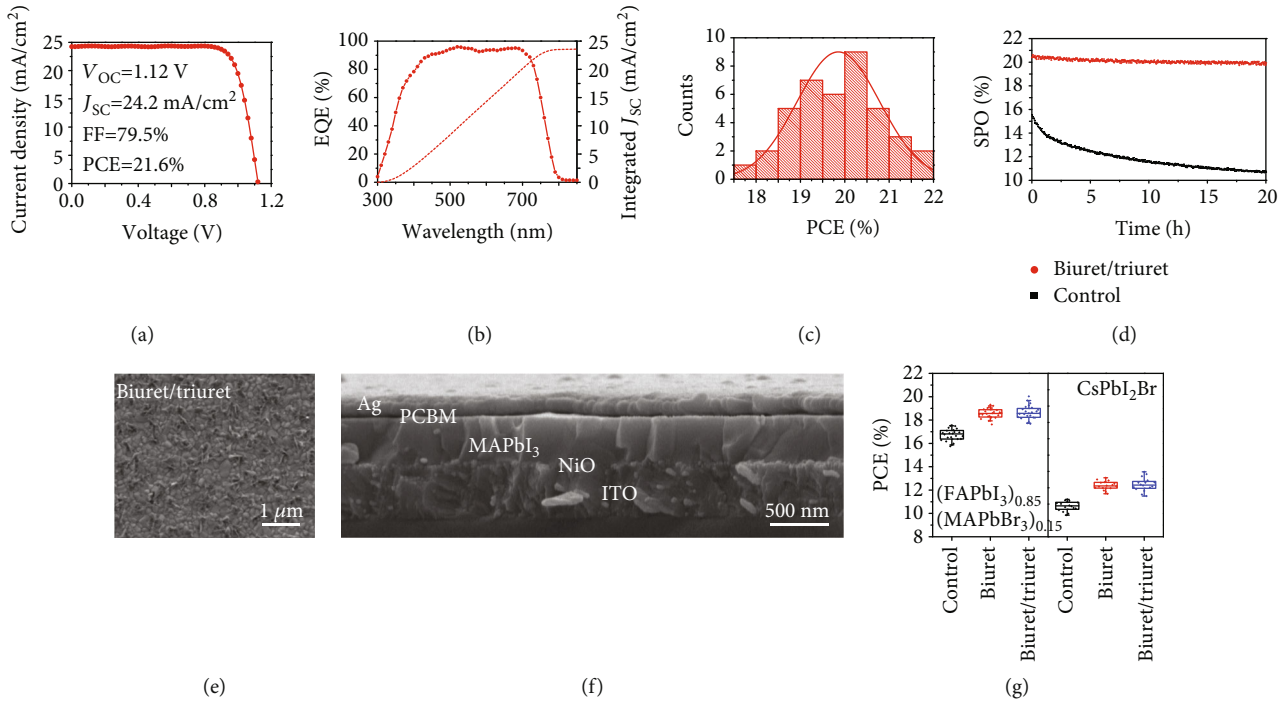 Current density (mA/cm²)
25
20
15
10
5
0
V_OC=1.12 V
J_SC=24.2 mA/cm²
FF=79.5%
PCE=21.6%
0.0 0.4 0.8 1.2
Voltage (V)
(a)
EQE (%)
100
80
60
40
20
0
300 500 700
Wavelength (nm)
25
20
15
10
5
0
Integrated J_SC (mA/cm²)
(b)
Counts
10
8
6
4
2
0
18 19 20 21 22
PCE (%)
(c)
SPO (%)
22
20
18
16
14
12
10
0 5 10 15 20
Time (h)
Biuret/triuret
Control
(d)
Biuret/triuret
1 μm
(e)
Ag
PCBM
MAPbI₃
NiO
ITO
500 nm
(f)
PCE (%)
22
20
18
16
14
12
10
8
CsPbI₂Br
(FAPbI₃)₀.₈₅
(MAPbBr₃)₀.₁₅
Control
Biuret
Biuret/triuret
Control
Biuret
Biuret/triuret
(g)